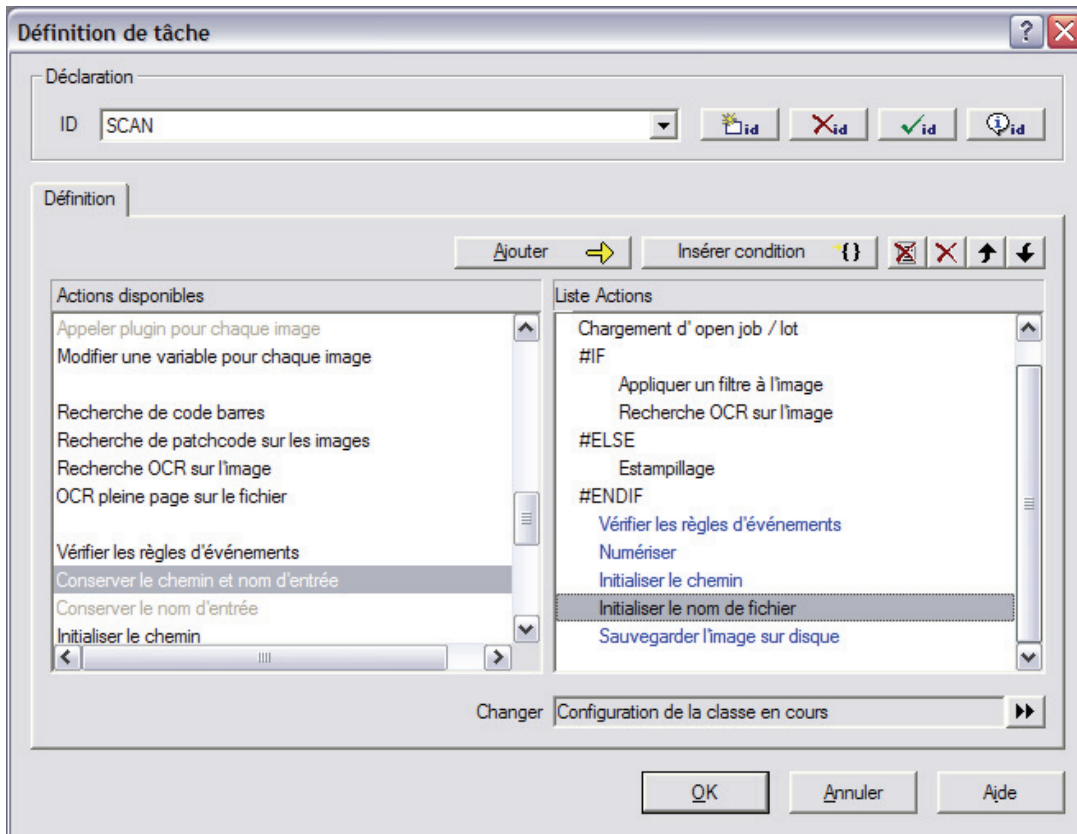 Définition de tâche
Déclaration
ID SCAN id id id id
Définition
Ajouter Insérer condition {}
Actions disponibles
Appeler plugin pour chaque image
Modifier une variable pour chaque image
Recherche de code barres
Recherche de patchcode sur les images
Recherche OCR sur l'image
OCR pleine page sur le fichier
Vérifier les règles d'événements
Conserver le chemin et nom d'entrée
Conserver le nom d'entrée
Initialiser le chemin
Liste Actions
Chargement d' open job / lot
#IF
Appliquer un filtre à l'image
Recherche OCR sur l'image
#ELSE
Estampillage
#ENDIF
Vérifier les règles d'événements
Numériser
Initialiser le chemin
Initialiser le nom de fichier
Sauvegarder l'image sur disque
Changer Configuration de la classe en cours
OK Annuler Aide